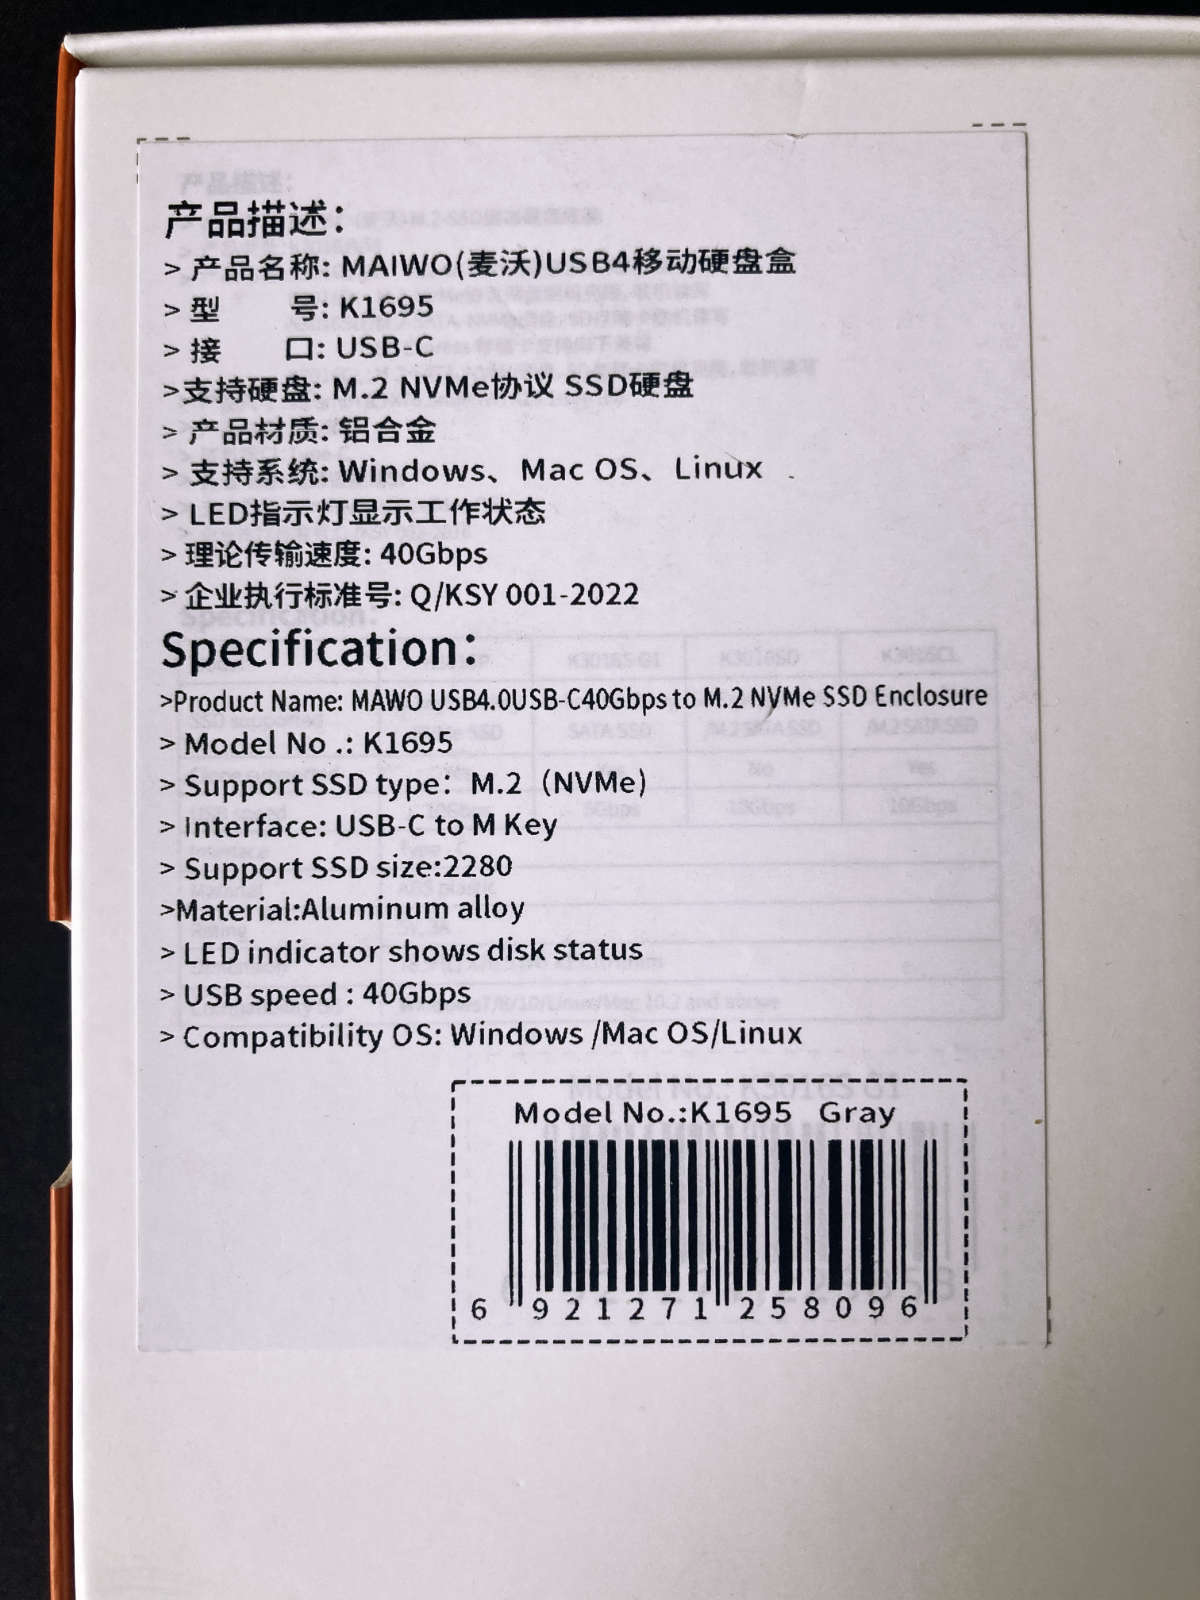 产品描述：
> 产品名称: MAIWO(麦沃)USB4移动硬盘盒
> 型 号: K1695
> 接 口: USB-C
>支持硬盘: M.2 NVMe协议 SSD硬盘
> 产品材质: 铝合金
> 支持系统: Windows、Mac OS、Linux
> LED指示灯显示工作状态
> 理论传输速度: 40Gbps
> 企业执行标准号: Q/KSY 001-2022
Specification：
>Product Name: MAWO USB4.0USB-C40Gbps to M.2 NVMe SSD Enclosure
> Model No .: K1695
> Support SSD type： M.2（NVMe）
> Interface: USB-C to M Key
> Support SSD size:2280
>Material:Aluminum alloy
> LED indicator shows disk status
> USB speed : 40Gbps
> Compatibility OS: Windows /Mac OS/Linux
Model No.:K1695 Gray
6 921271 258096